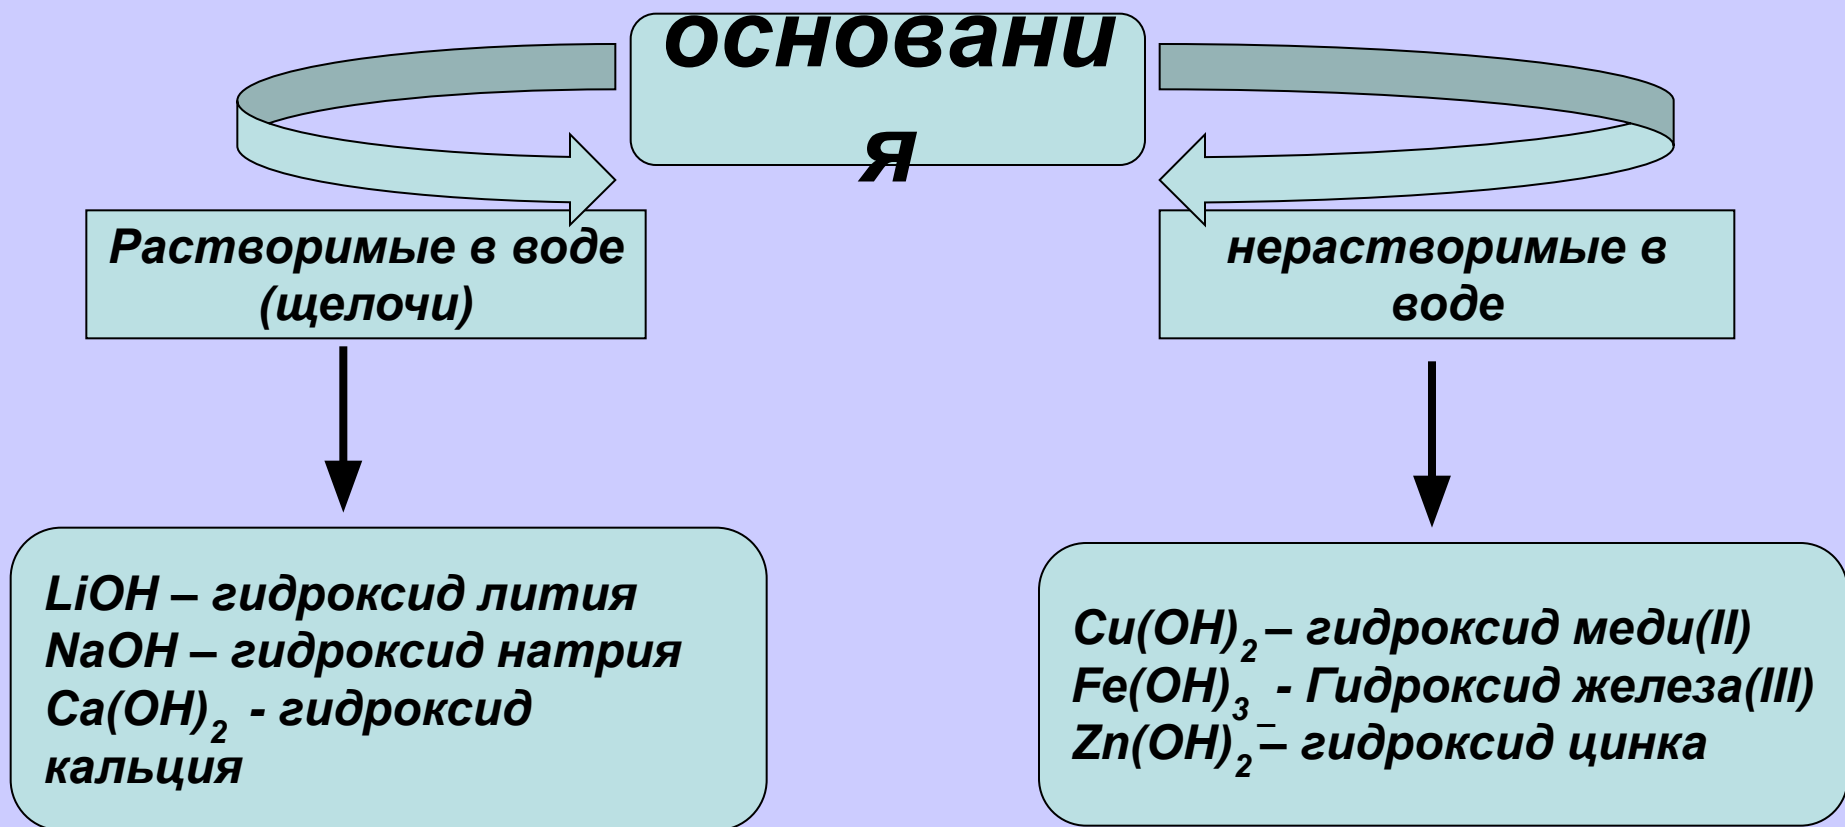 основани
я
Растворимые в воде
(щелочи)
нерастворимые в
воде
LiOH – гидроксид лития
NaOH – гидроксид натрия
Ca(OH)₂ - гидроксид
кальция
Cu(OH)₂ – гидроксид меди(II)
Fe(OH)₃ - Гидроксид железа(III)
Zn(OH)₂ – гидроксид цинка